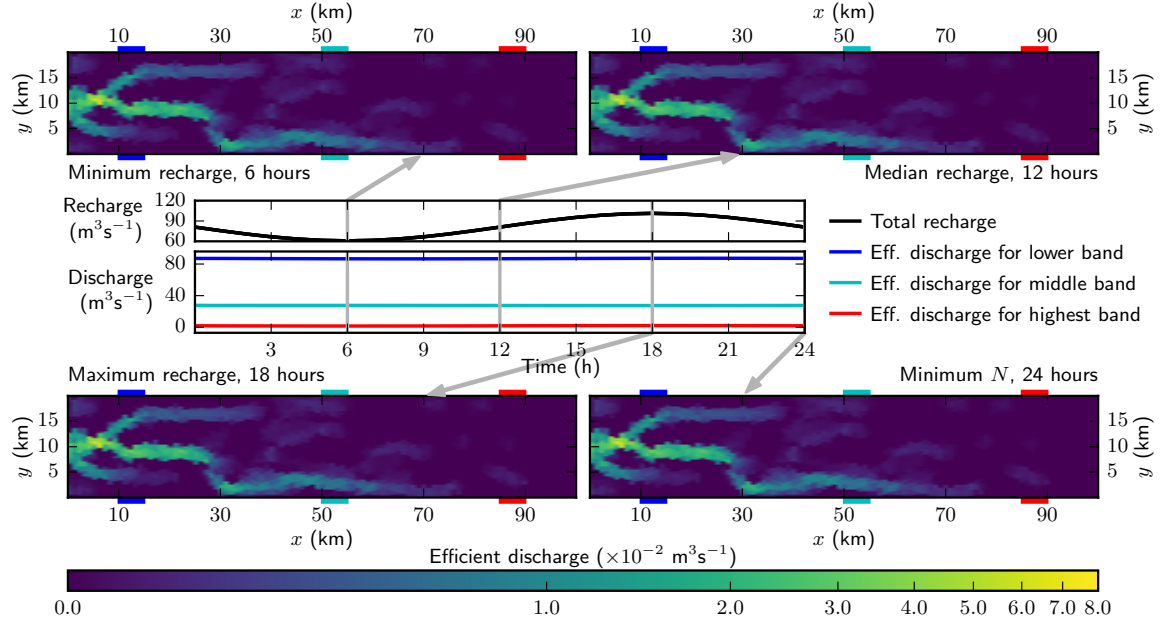 x (km) x (km)
10 30 50 70 90 10 30 50 70 90
y (km) 15 10 5 15 10 5 y (km)
Minimum recharge, 6 hours Median recharge, 12 hours
Recharge (m³s⁻¹) 120 90 60
Discharge (m³s⁻¹) 80 40 0
Total recharge
Eff. discharge for lower band
Eff. discharge for middle band
Eff. discharge for highest band
3 6 9 12 15 18 21 24
Time (h)
Maximum recharge, 18 hours Minimum N, 24 hours
y (km) 15 10 5 15 10 5 y (km)
10 30 50 70 90 10 30 50 70 90
x (km) x (km)
Efficient discharge (×10⁻² m³s⁻¹)
0.0 1.0 2.0 3.0 4.0 5.0 6.0 7.0 8.0